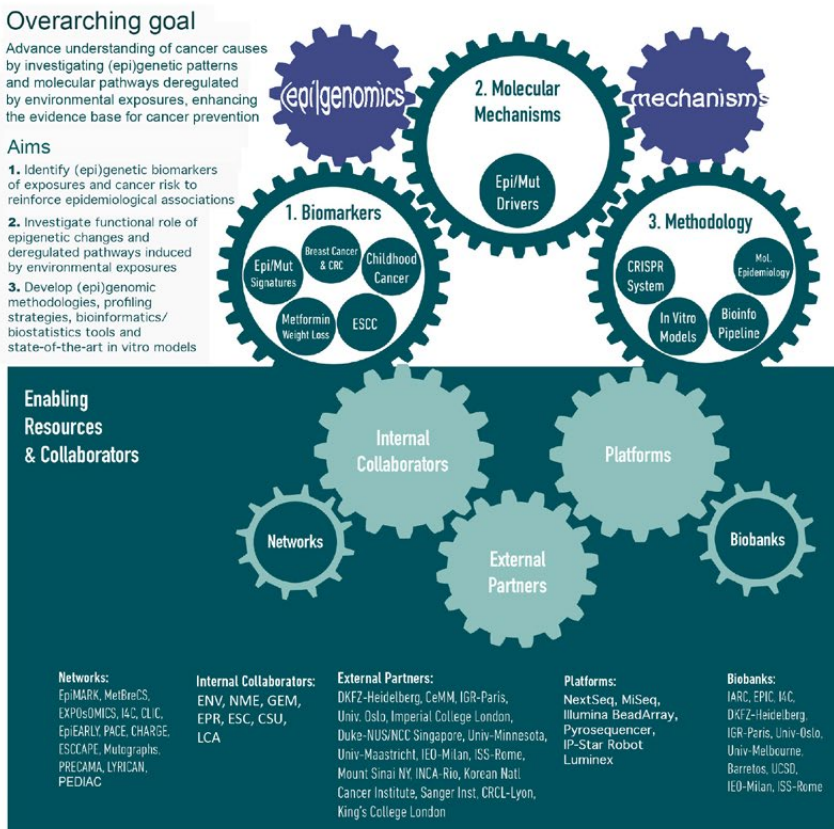 Overarching goal
Advance understanding of cancer causes
by investigating (epi)genetic patterns
and molecular pathways deregulated
by environmental exposures, enhancing
the evidence base for cancer prevention
Aims
1. Identify (epi)genetic biomarkers
of exposures and cancer risk to
reinforce epidemiological associations
2. Investigate functional role of
epigenetic changes and
deregulated pathways induced
by environmental exposures
3. Develop (epi)genomic
methodologies, profiling
strategies, bioinformatics/
biostatistics tools and
state-of-the-art in vitro models
(epi)genomics
2. Molecular
Mechanisms
Epi/Mut
Drivers
mechanisms
1. Biomarkers
Epi/Mut
Signatures
Breast Cancer
& CRC
Childhood
Cancer
Metformin
Weight Loss
ESCC
3. Methodology
CRISPR
System
Mol.
Epidemiology
In Vitro
Models
Bioinfo
Pipeline
Enabling
Resources
& Collaborators
Internal
Collaborators
Platforms
Networks
External
Partners
Biobanks
Networks:
EpiMARK, MetBreCS,
EXPOsOMICS, I4C, CLIC,
EpiEARLY, PACE, CHARGE,
ESCCAPE, Mutographs,
PRECAMA, LYRICAN,
PEDIAC
Internal Collaborators:
ENV, NME, GEM,
EPR, ESC, CSU,
LCA
External Partners:
DKFZ-Heidelberg, CeMM, IGR-Paris,
Univ. Oslo, Imperial College London,
Duke-NUS/NCC Singapore, Univ-Minnesota,
Univ-Maastricht, IEO-Milan, ISS-Rome,
Mount Sinai NY, INCA-Rio, Korean Natl
Cancer Institute, Sanger Inst, CRCL-Lyon,
King's College London
Platforms:
NextSeq, MiSeq,
Illumina BeadArray,
Pyrosequencer,
IP-Star Robot
Luminex
Biobanks:
IARC, EPIC, I4C,
DKFZ-Heidelberg,
IGR-Paris, Univ-Oslo,
Univ-Melbourne,
Barretos, UCSD,
IEO-Milan, ISS-Rome